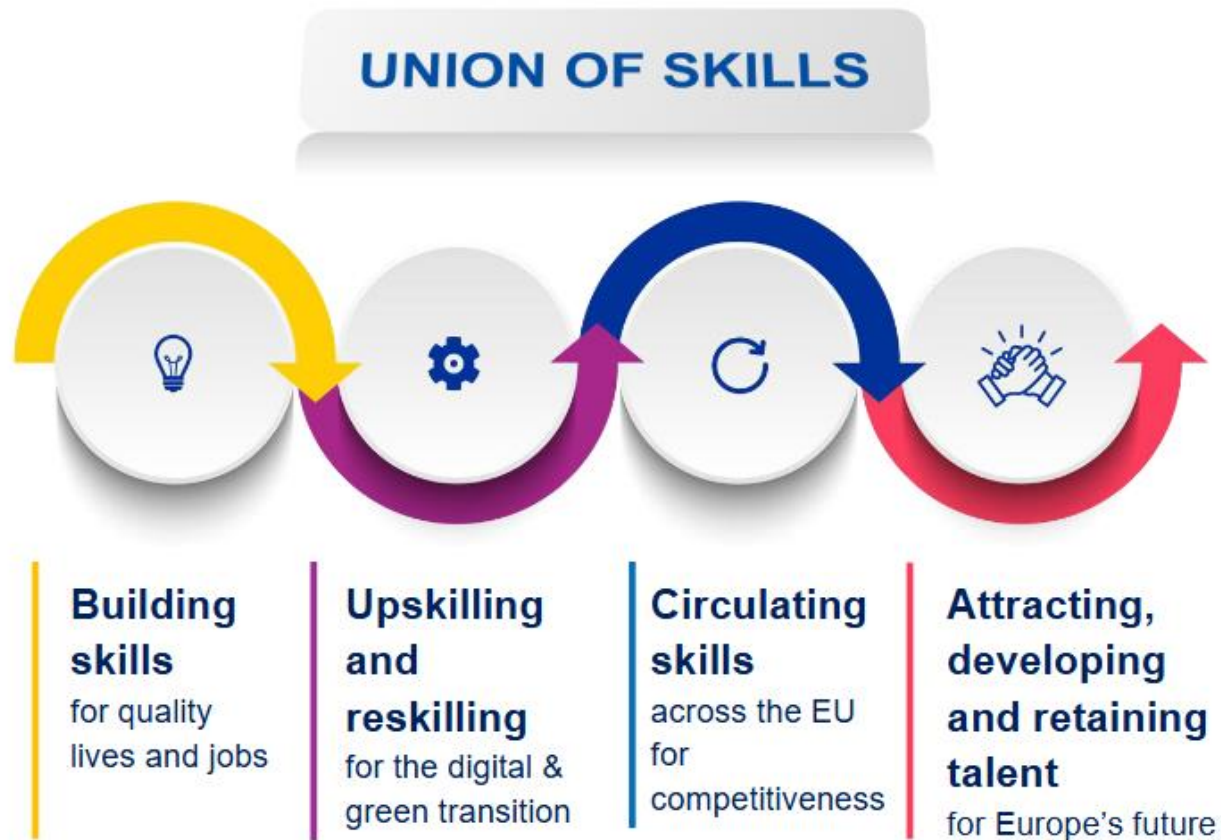 UNION OF SKILLS
Building
skills
for quality
lives and jobs
Upskilling
and
reskilling
for the digital &
green transition
Circulating
skills
across the EU
for
competitiveness
Attracting,
developing
and retaining
talent
for Europe's future